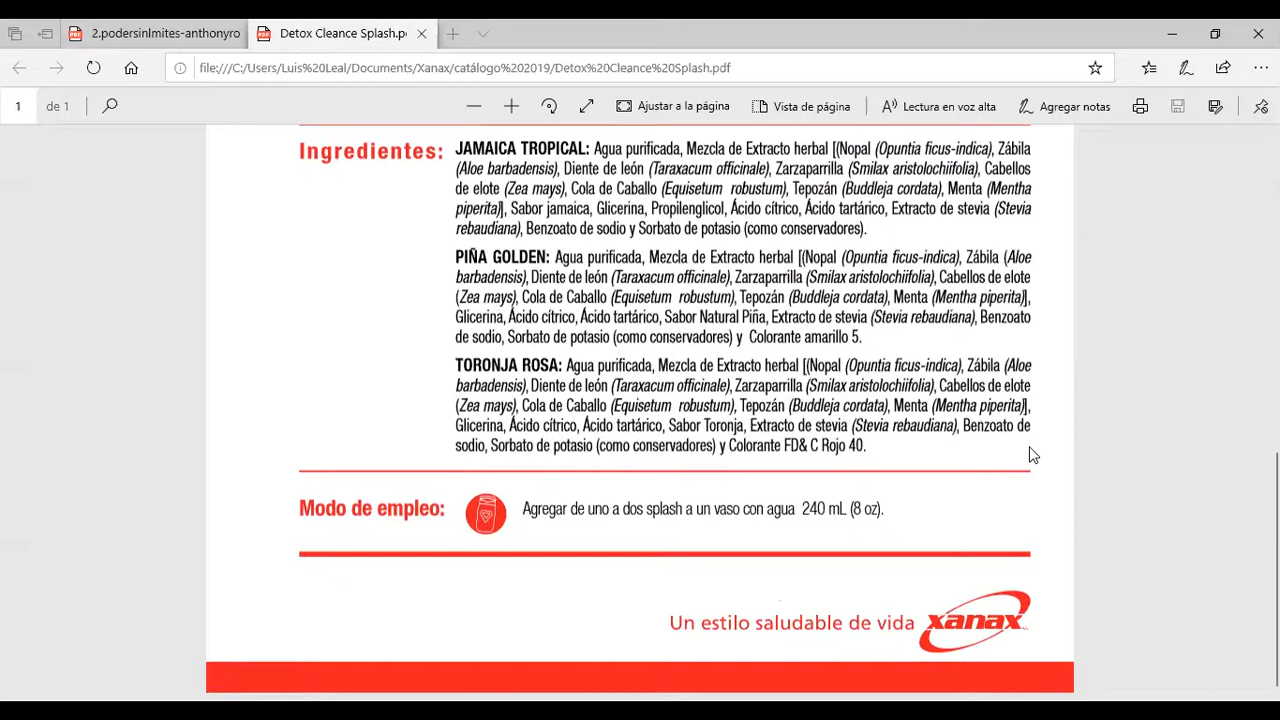 2.podersinlmites-anthonyro
Detox Cleance Splash.p
file:///C:/Users/Luis%20Leal/Documents/Xanax/catálogo%202019/Detox%20Cleance%20Splash.pdf
1 de 1
Ajustar a la página
Vista de página
Lectura en voz alta
Agregar notas
Ingredientes:
JAMAICA TROPICAL: Agua purificada, Mezcla de Extracto herbal [(Nopal (Opuntia ficus-indica), Zábila
(Aloe barbadensis), Diente de león (Taraxacum officinale), Zarzaparrilla (Smilax aristolochiifolia), Cabellos
de elote (Zea mays), Cola de Caballo (Equisetum robustum), Tepozán (Buddleja cordata), Menta (Mentha
piperita)], Sabor jamaica, Glicerina, Propilenglicol, Ácido cítrico, Ácido tartárico, Extracto de stevia (Stevia
rebaudiana), Benzoato de sodio y Sorbato de potasio (como conservadores).
PIÑA GOLDEN: Agua purificada, Mezcla de Extracto herbal [(Nopal (Opuntia ficus-indica), Zábila (Aloe
barbadensis), Diente de león (Taraxacum officinale), Zarzaparrilla (Smilax aristolochiifolia), Cabellos de elote
(Zea mays), Cola de Caballo (Equisetum robustum), Tepozán (Buddleja cordata), Menta (Mentha piperita)],
Glicerina, Ácido cítrico, Ácido tartárico, Sabor Natural Piña, Extracto de stevia (Stevia rebaudiana), Benzoato
de sodio, Sorbato de potasio (como conservadores) y Colorante amarillo 5.
TORONJA ROSA: Agua purificada, Mezcla de Extracto herbal [(Nopal (Opuntia ficus-indica), Zábila (Aloe
barbadensis), Diente de león (Taraxacum officinale), Zarzaparrilla (Smilax aristolochiifolia), Cabellos de elote
(Zea mays), Cola de Caballo (Equisetum robustum), Tepozán (Buddleja cordata), Menta (Mentha piperita)],
Glicerina, Ácido cítrico, Ácido tartárico, Sabor Toronja, Extracto de stevia (Stevia rebaudiana), Benzoato de
sodio, Sorbato de potasio (como conservadores) y Colorante FD& C Rojo 40.
Modo de empleo:
Agregar de uno a dos splash a un vaso con agua 240 mL (8 oz).
Un estilo saludable de vida
xanax